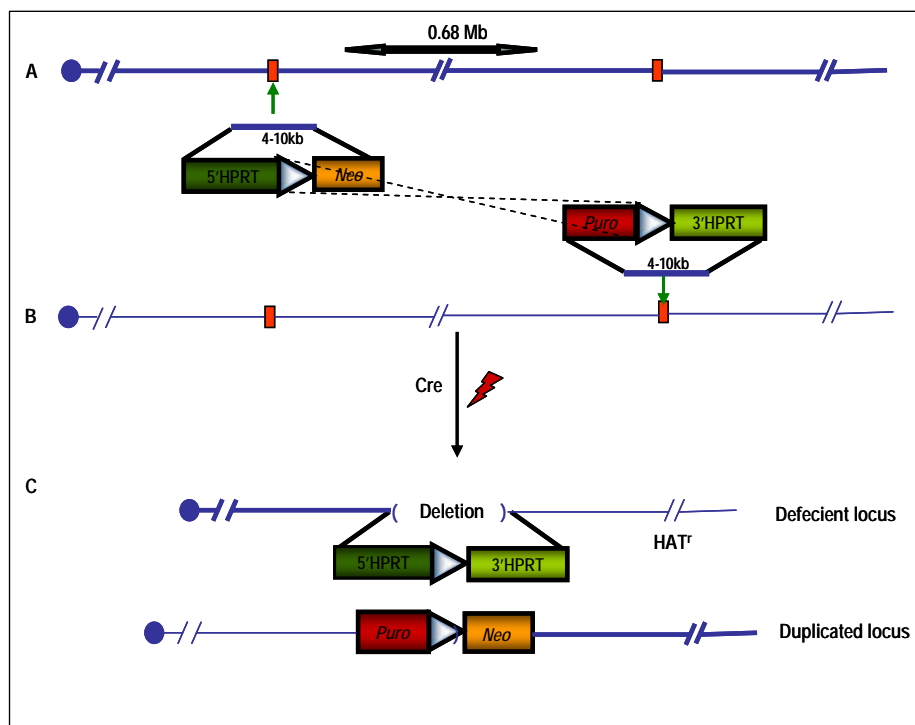 0.68 Mb
A
4-10kb
5'HPRT Neo
Puro 3'HPRT
4-10kb
B
Cre
C
Deletion
Defecient locus
HATr
5'HPRT 3'HPRT
Puro Neo
Duplicated locus